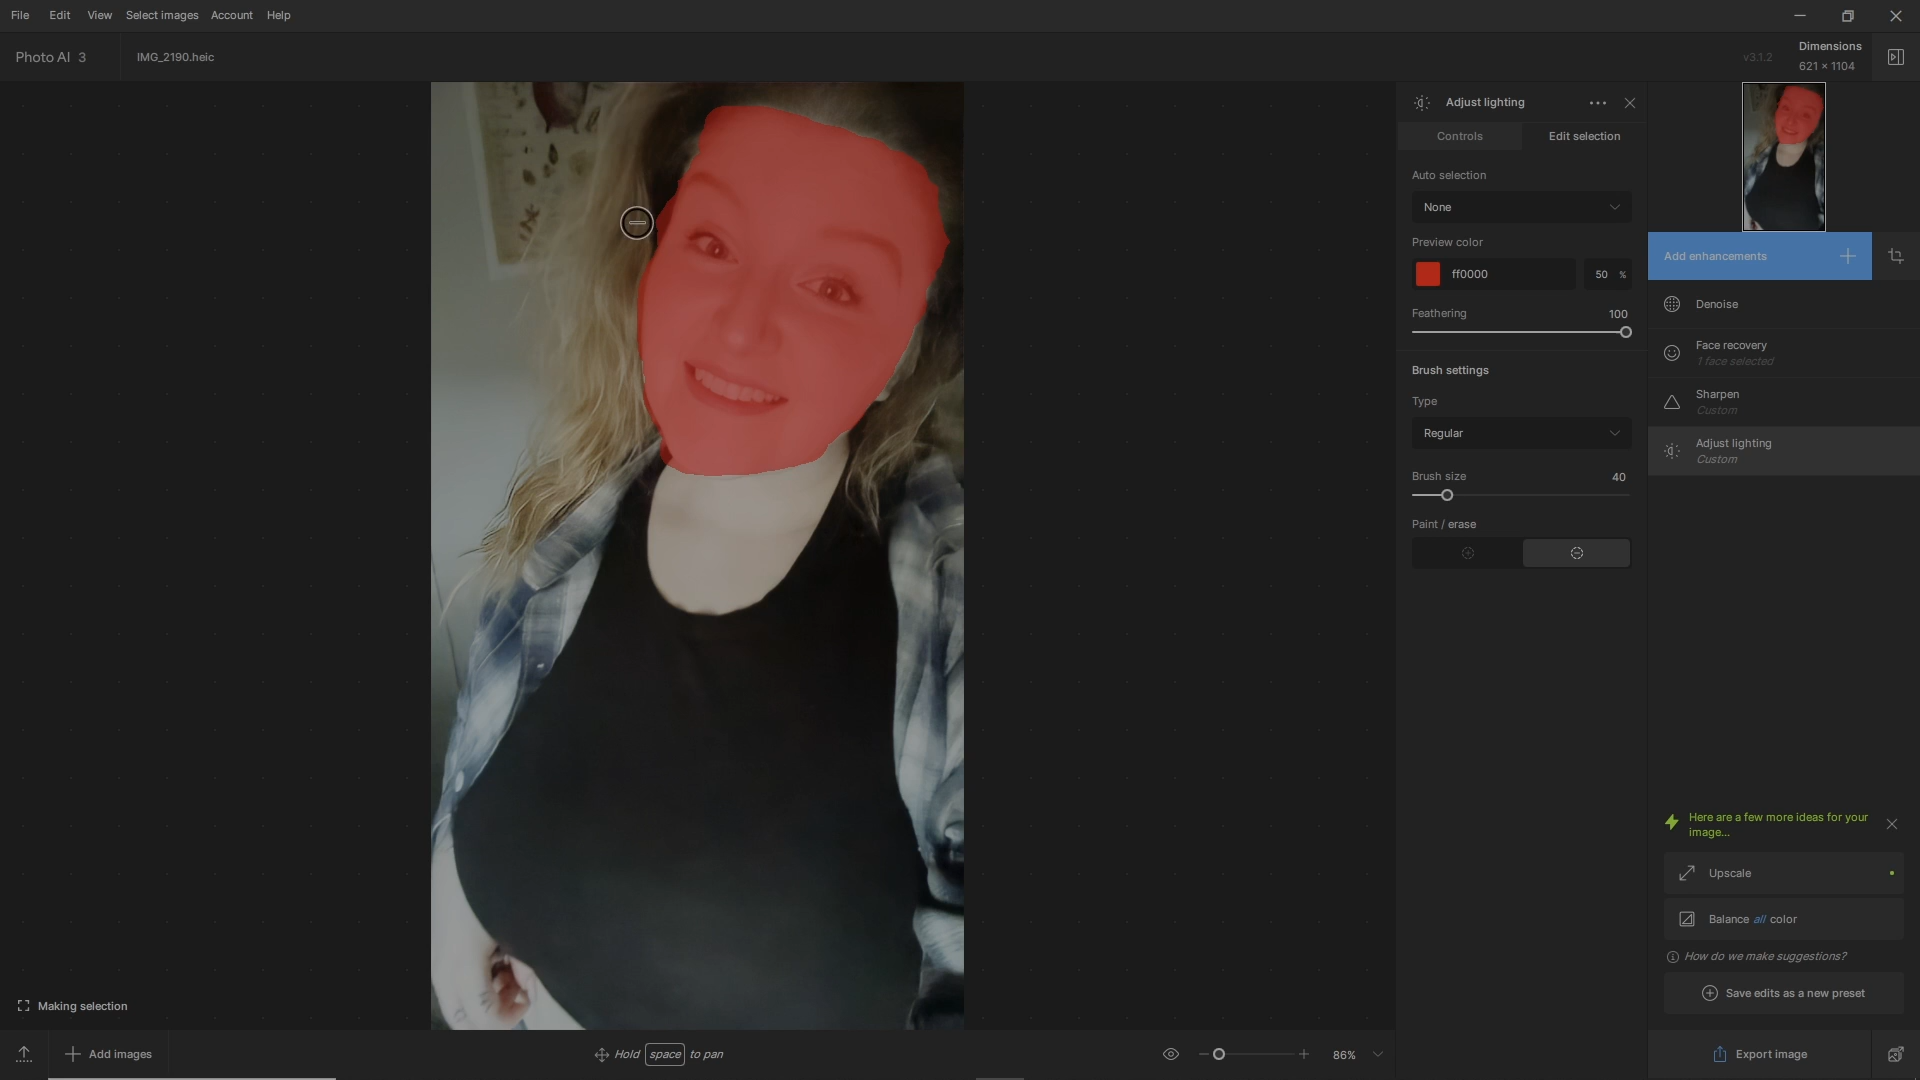 File Edit View Select images Account Help
Photo AI 3
IMG_2190.heic
v3.1.2
Dimensions
621 × 1104
Adjust lighting
Controls
Edit selection
Auto selection
None
Preview color
ff0000
50 %
Feathering
100
Brush settings
Type
Regular
Brush size
40
Paint / erase
Add enhancements
Denoise
Face recovery
1 face selected
Sharpen
Custom
Adjust lighting
Custom
Here are a few more ideas for your
image...
Upscale
Balance all color
How do we make suggestions?
Save edits as a new preset
Making selection
Add images
Hold space to pan
86%
Export image